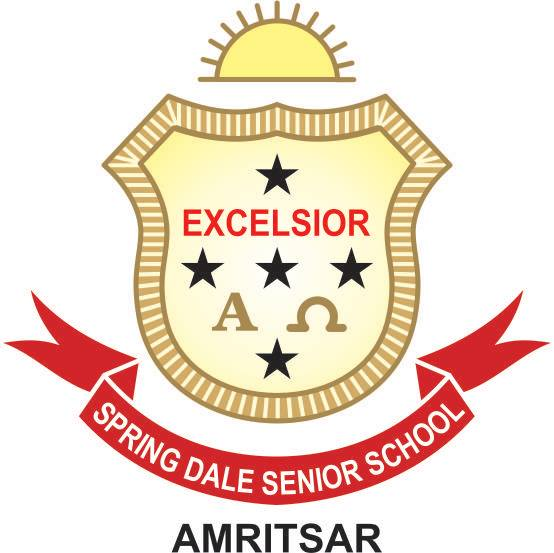 EXCELSIOR
Α Ω
SPRING DALE SENIOR SCHOOL
AMRITSAR